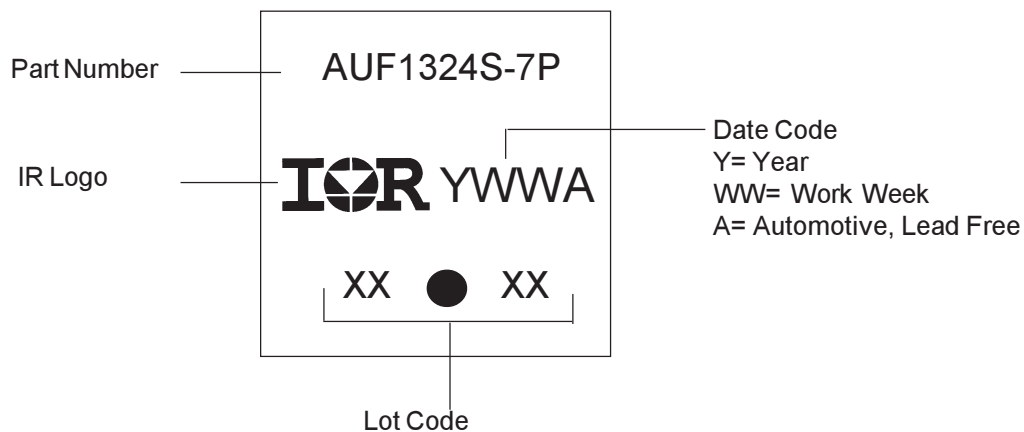 Part Number
AUF1324S-7P
IR Logo
IOR YWWA
Date Code
Y= Year
WW= Work Week
A= Automotive, Lead Free
XX XX
Lot Code